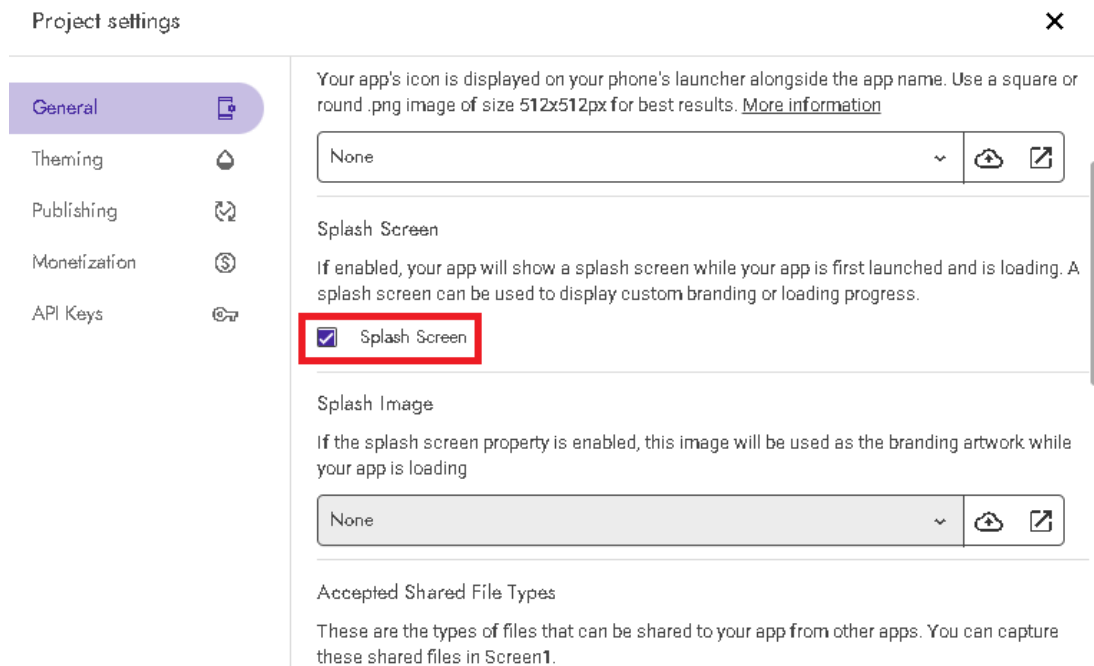 Project settings
General
Theming
Publishing
Monetization
API Keys
Your app's icon is displayed on your phone's launcher alongside the app name. Use a square or
round .png image of size 512x512px for best results. More information
None
Splash Screen
If enabled, your app will show a splash screen while your app is first launched and is loading. A
splash screen can be used to display custom branding or loading progress.
Splash Screen
Splash Image
If the splash screen property is enabled, this image will be used as the branding artwork while
your app is loading
None
Accepted Shared File Types
These are the types of files that can be shared to your app from other apps. You can capture
these shared files in Screen1.